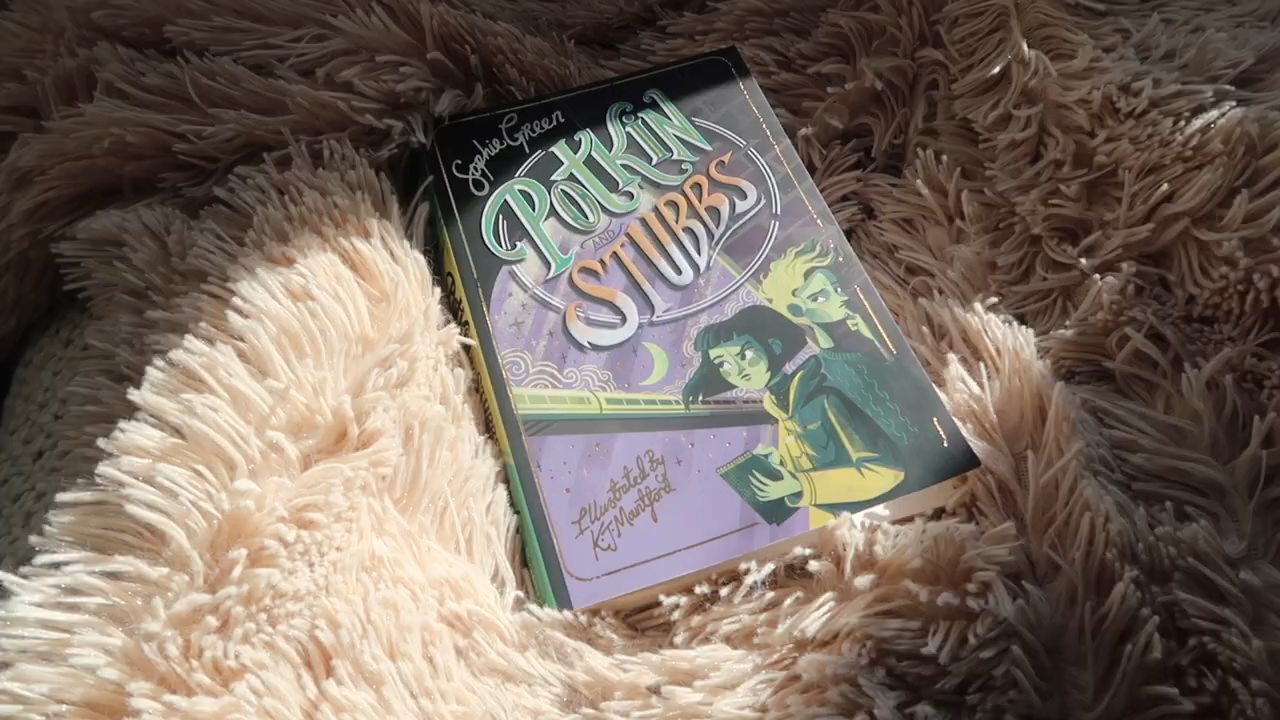 Sophie Green
Potkin
AND
STUBBS
Illustrated By
K.J. Mountford